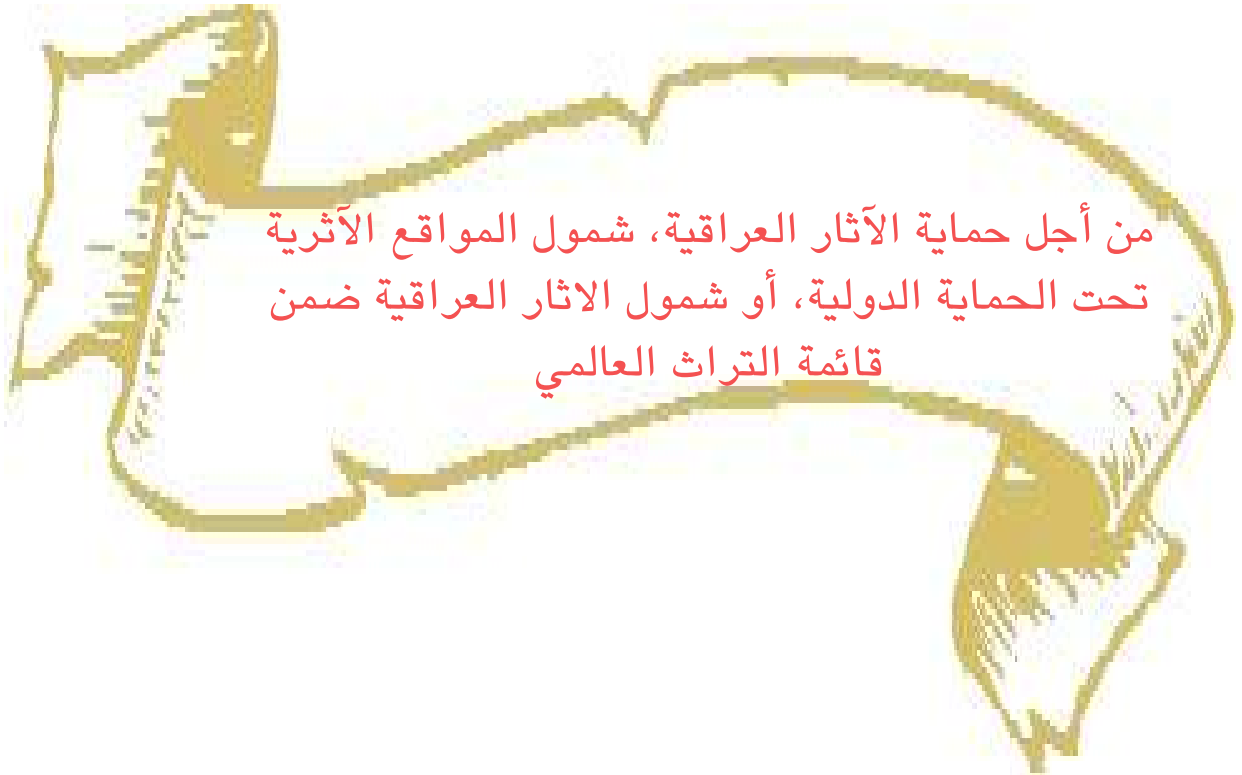 من أجل حماية الآثار العراقية، شمول المواقع الآثرية
تحت الحماية الدولية، أو شمول الاثار العراقية ضمن
قائمة التراث العالمي